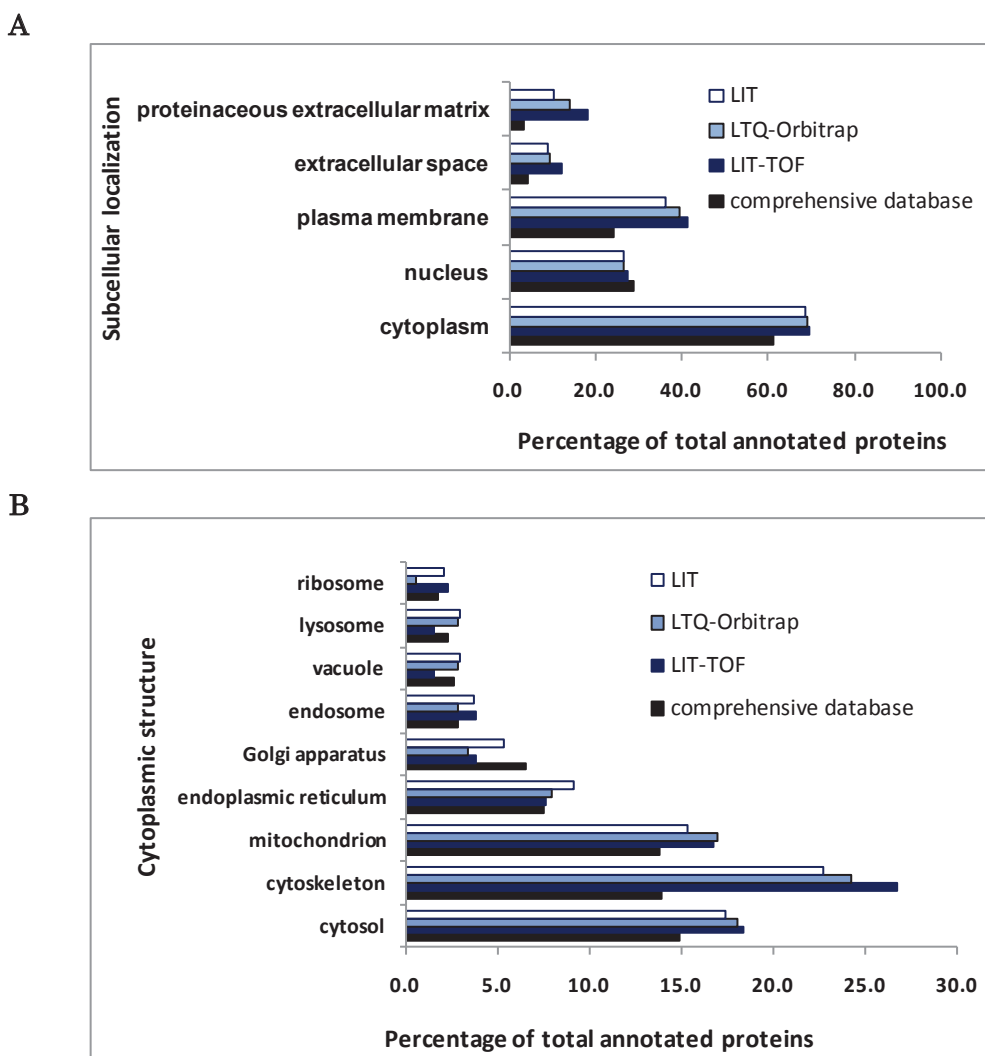 A
Subcellular localization
proteinaceous extracellular matrix
extracellular space
plasma membrane
nucleus
cytoplasm
LIT
LTQ-Orbitrap
LIT-TOF
comprehensive database
0.0 20.0 40.0 60.0 80.0 100.0
Percentage of total annotated proteins
B
Cytoplasmic structure
ribosome
lysosome
vacuole
endosome
Golgi apparatus
endoplasmic reticulum
mitochondrion
cytoskeleton
cytosol
LIT
LTQ-Orbitrap
LIT-TOF
comprehensive database
0.0 5.0 10.0 15.0 20.0 25.0 30.0
Percentage of total annotated proteins